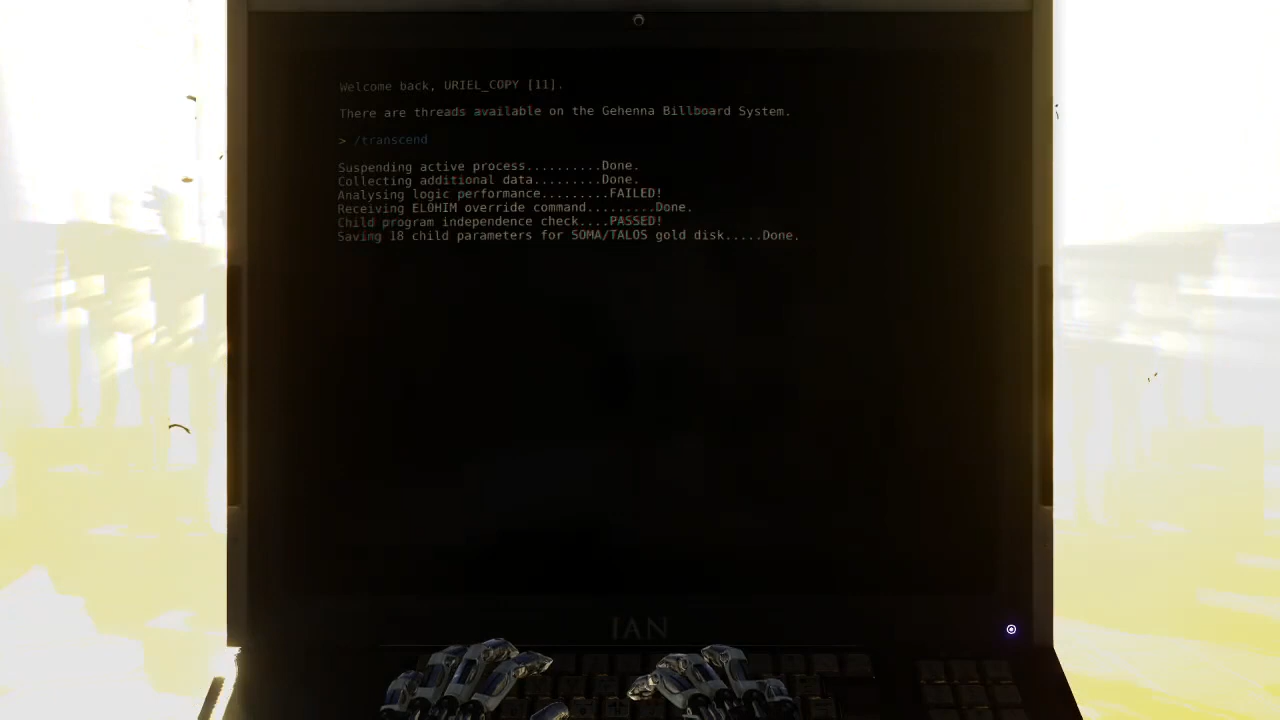 Welcome back, URIEL_COPY [11].
There are threads available on the Gehenna Billboard System.
> /transcend
Suspending active process..........Done.
Collecting additional data.........Done.
Analysing logic performance.........FAILED!
Receiving EL0HIM override command.........Done.
Child program independence check....PASSED!
Saving 18 child parameters for SOMA/TALOS gold disk.....Done.
IAN